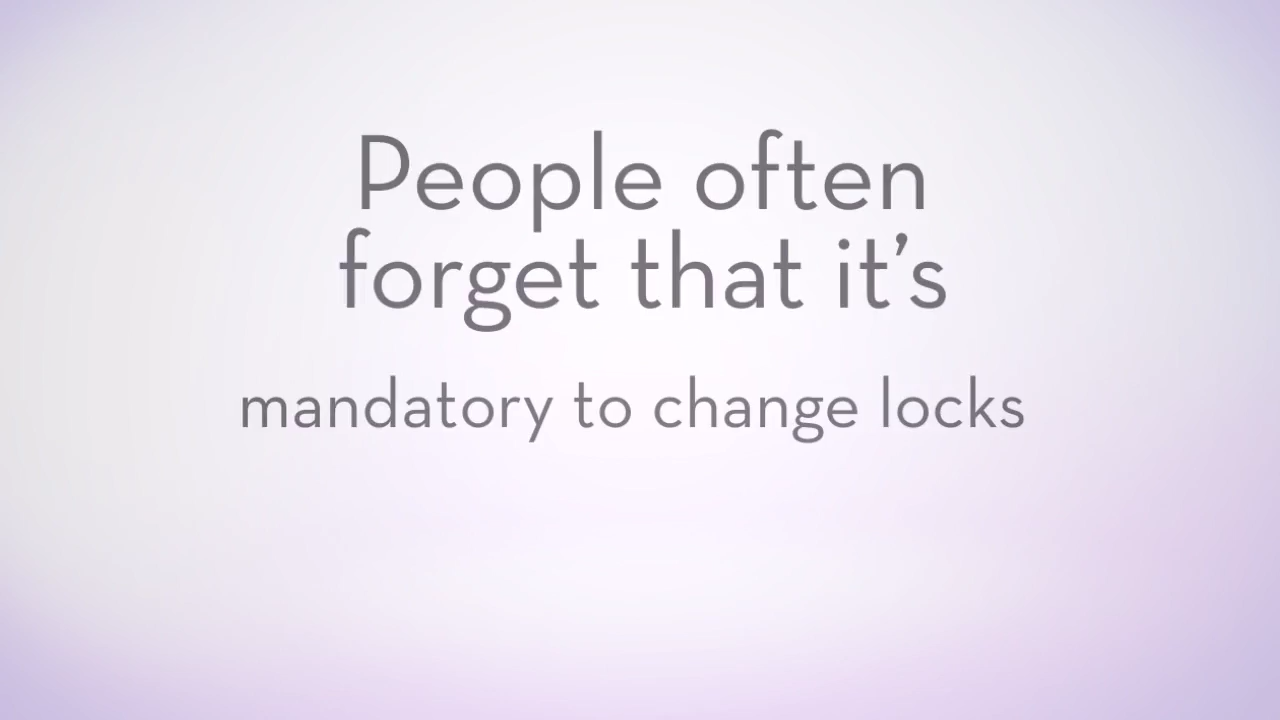 People often
forget that it’s
mandatory to change locks